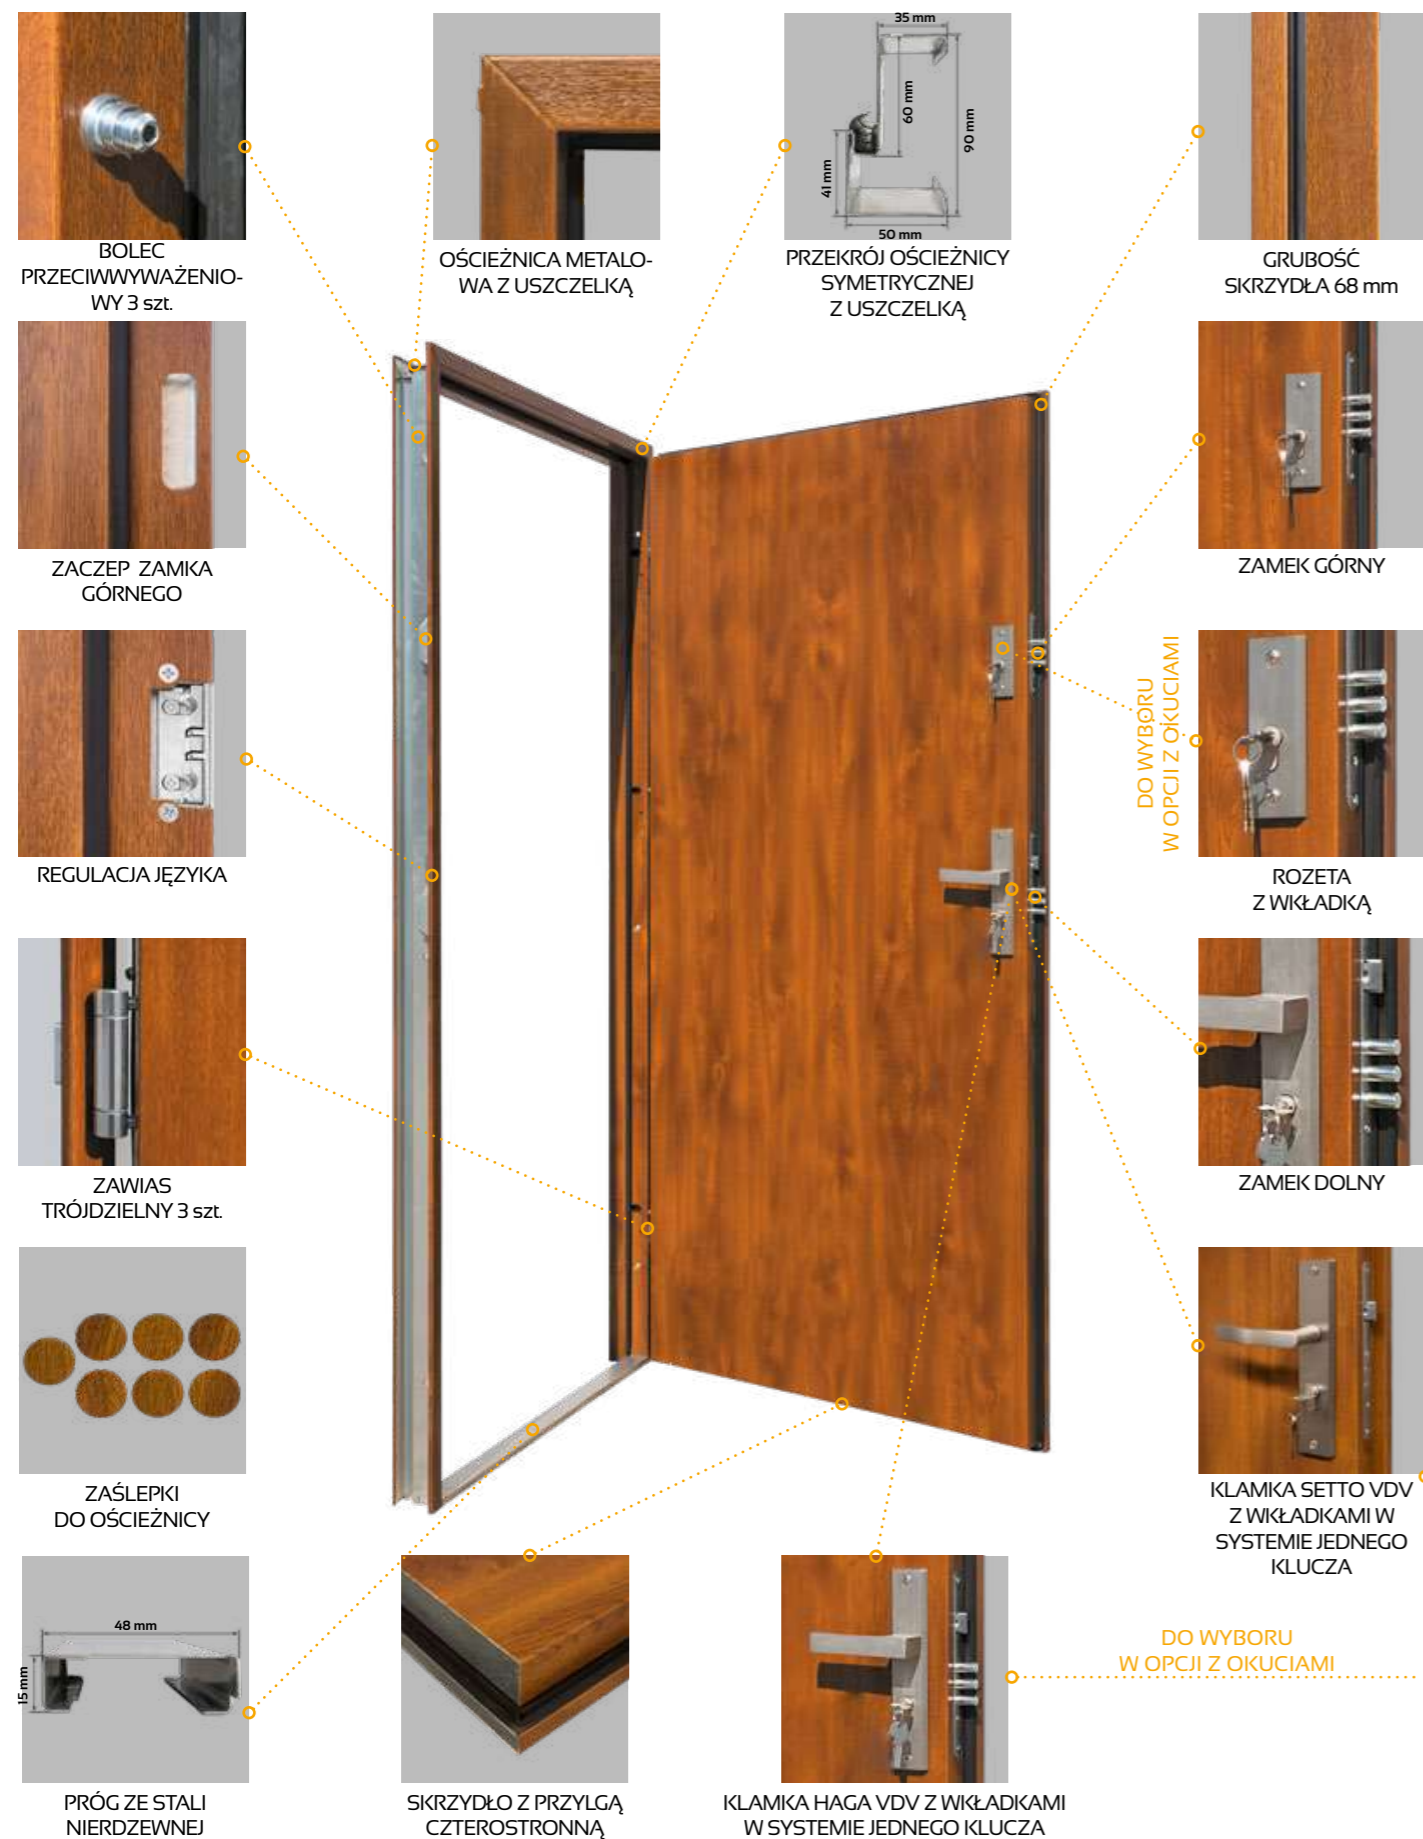 BOLEC
PRZECIWWYWAŻENIO-
WY 3 szt.
OŚCIEŻNICA METALO-
WA Z USZCZELKĄ
35 mm
60 mm
90 mm
41 mm
50 mm
PRZEKRÓJ OŚCIEŻNICY
SYMETRYCZNEJ
Z USZCZELKĄ
GRUBOŚĆ
SKRZYDŁA 68 mm
ZACZEP ZAMKA
GÓRNEGO
ZAMEK GÓRNY
REGULACJA JĘZYKA
DO WYBORU
W OPCJI Z OKUCIAMI
ROZETA
Z WKŁADKĄ
ZAWIAS
TRÓJDZIELNY 3 szt.
ZAMEK DOLNY
ZAŚLEPKI
DO OŚCIEŻNICY
KLAMKA SETTO VDV
Z WKŁADKAMI W
SYSTEMIE JEDNEGO
KLUCZA
48 mm
15 mm
PRÓG ZE STALI
NIERDZEWNEJ
SKRZYDŁO Z PRZYLGĄ
CZTEROSTRONNĄ
KLAMKA HAGA VDV Z WKŁADKAMI
W SYSTEMIE JEDNEGO KLUCZA
DO WYBORU
W OPCJI Z OKUCIAMI